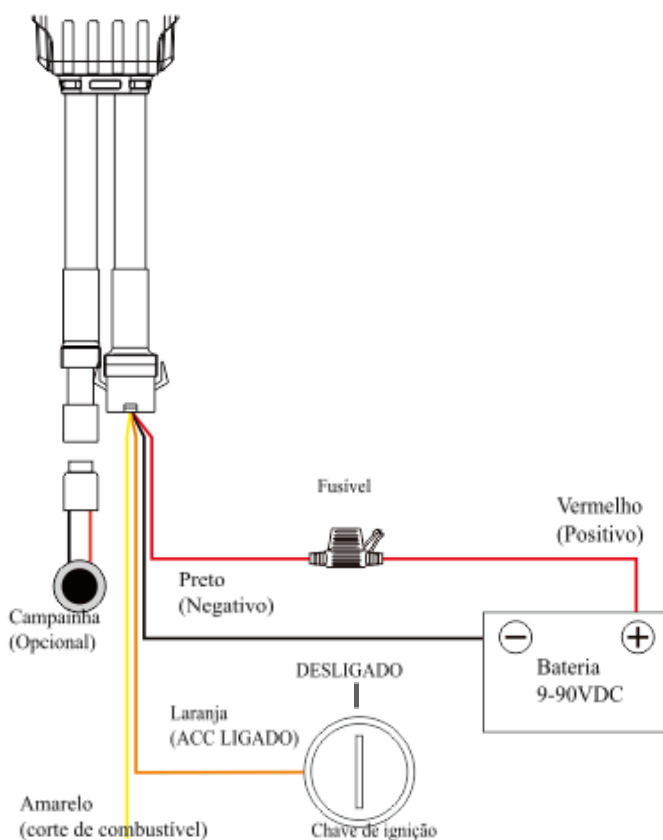 Fusível
Vermelho
(Positivo)
Preto
(Negativo)
Campainha
(Opcional)
Bateria
9-90VDC
DESLIGADO
Laranja
(ACC LIGADO)
Amarelo
(corte de combustível)
Chave de ignição